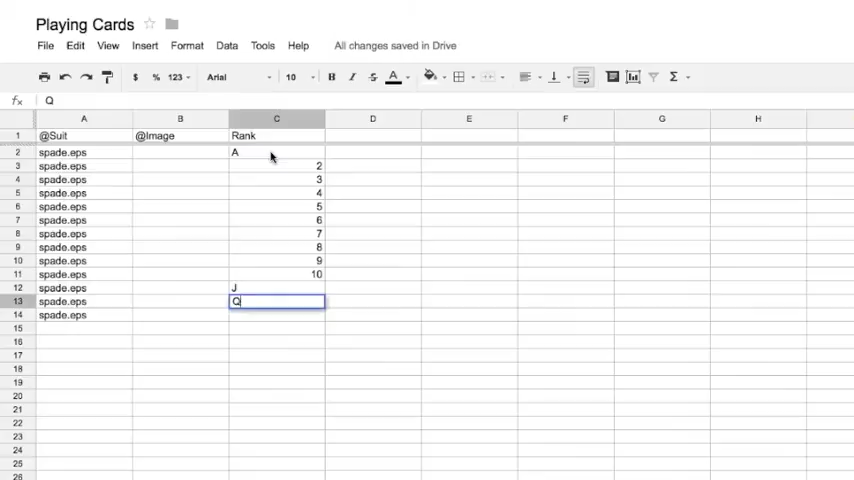 Playing Cards
File Edit View Insert Format Data Tools Help All changes saved in Drive
$ % 123 Arial 10 B I S A Σ
fx Q
A B C D E F G H
1 @Suit @Image Rank
2 spade.eps A
3 spade.eps 2
4 spade.eps 3
5 spade.eps 4
6 spade.eps 5
7 spade.eps 6
8 spade.eps 7
9 spade.eps 8
10 spade.eps 9
11 spade.eps 10
12 spade.eps J
13 spade.eps Q
14 spade.eps
15
16
17
18
19
20
21
22
23
24
25
26